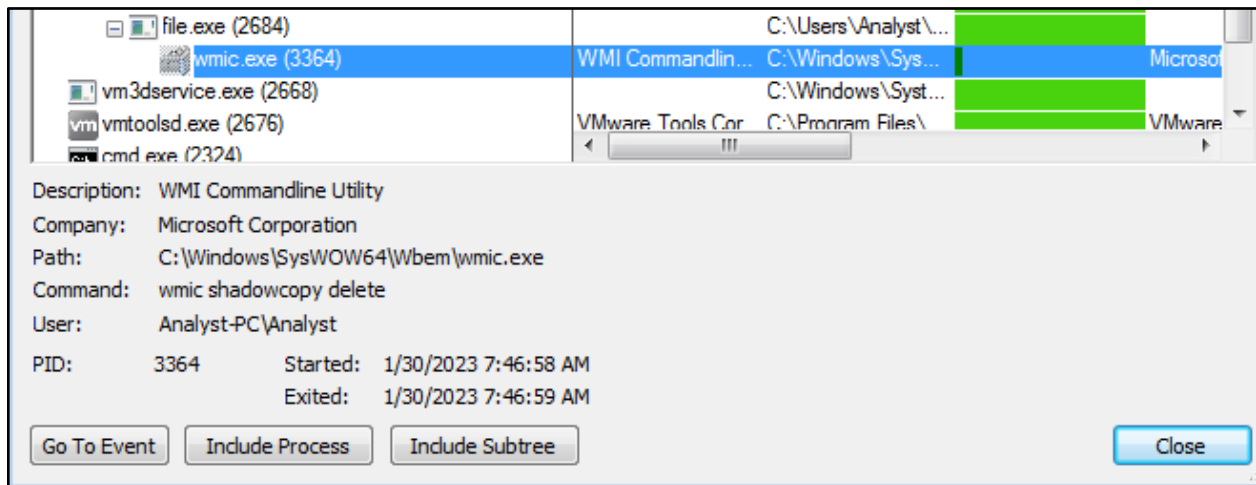 file.exe (2684) C:\Users\Analyst\...
wmic.exe (3364) WMI Commandlin... C:\Windows\Sys... Microsof
vm3dservice.exe (2668) C:\Windows\Syst...
vm vmtoolsd.exe (2676) VMware Tools Cor C:\Program Files\ VMware
cmd.exe (2324)
Description: WMI Commandline Utility
Company: Microsoft Corporation
Path: C:\Windows\SysWOW64\Wbem\wmic.exe
Command: wmic shadowcopy delete
User: Analyst-PC\Analyst
PID: 3364 Started: 1/30/2023 7:46:58 AM
Exited: 1/30/2023 7:46:59 AM
Go To Event Include Process Include Subtree Close